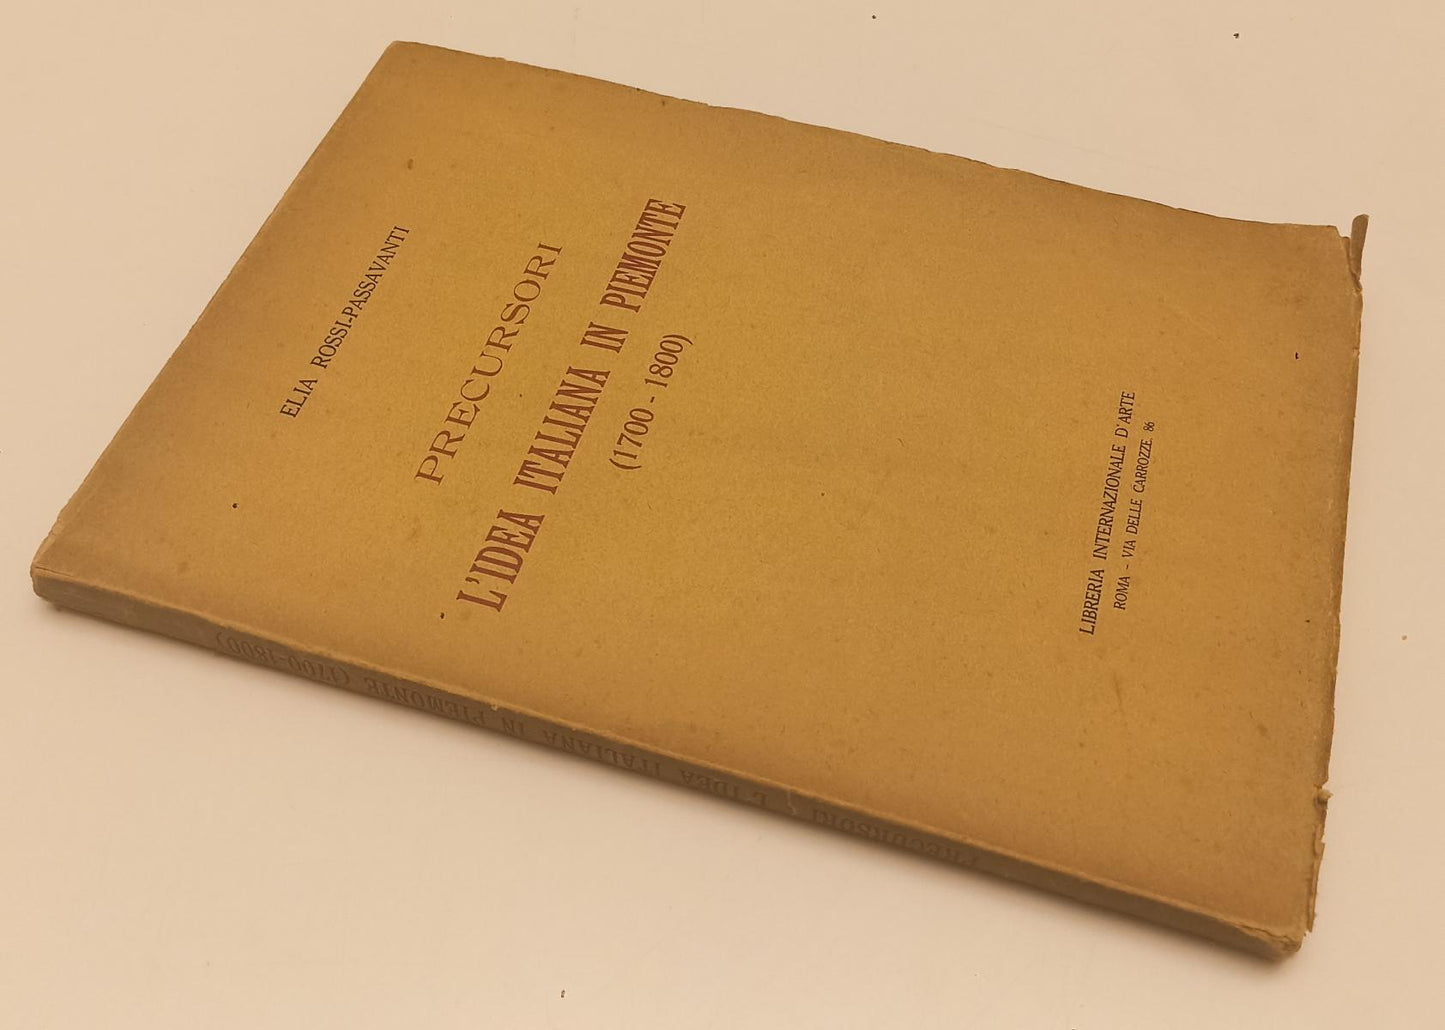 ELIA ROSSI-PASSAVANTI
PRECURSORI
L'IDEA ITALIANA IN PIEMONTE
(1700 - 1800)
LIBRERIA INTERNAZIONALE D'ARTE
ROMA - VIA DELLE CARROZZE. 86
PRECURSORI L'IDEA ITALIANA IN PIEMONTE (1700-1800)